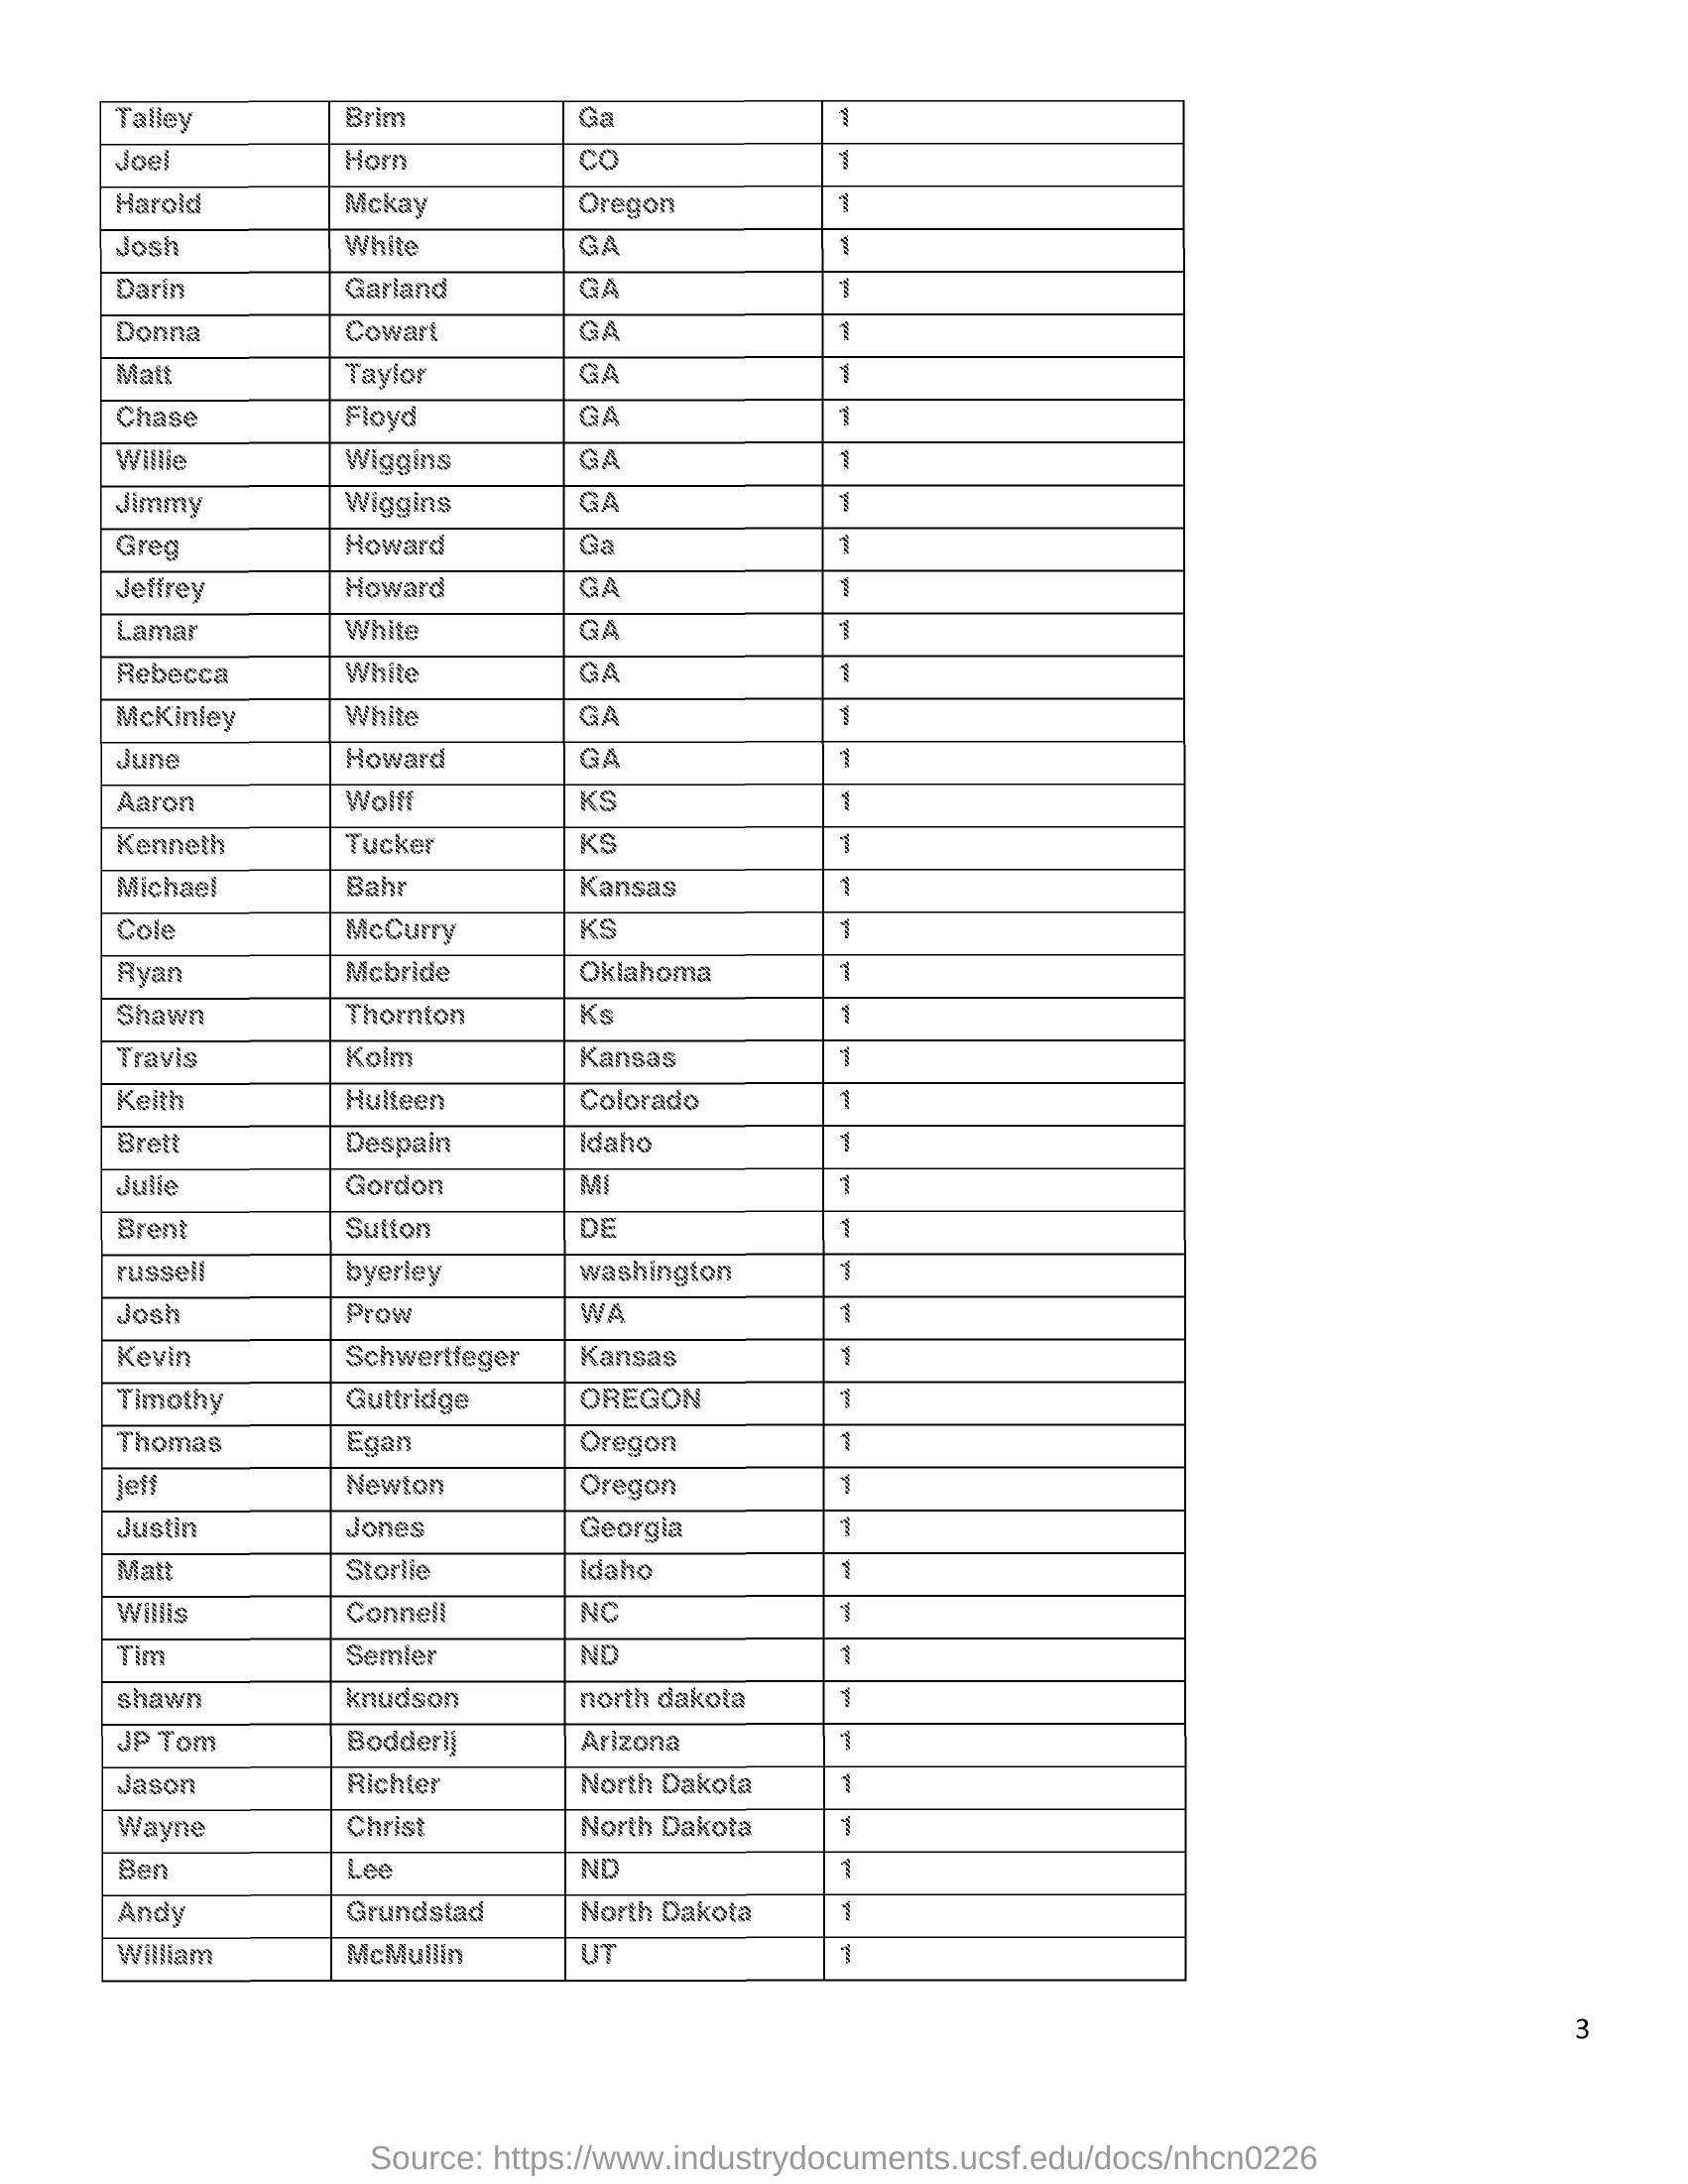 Talley Brim Ga 1
Joel Horn CO 1
Harold Mckay Oregon 1
Josh White GA 1
Darin Garland GA 1
Donna Cowart GA 1
Matt Taylor GA 1
Chase Floyd GA 1
Willie Wiggins GA 1
Jimmy Wiggins GA 1
Greg Howard Ga 1
Jeffrey Howard GA 1
Lamar White GA 1
Rebecca White GA 1
McKinley White GA 1
June Howard GA 1
Aaron Wolff KS 1
Kenneth Tucker KS 1
Michael Bahr Kansas 1
Cole McCurry KS 1
Ryan Mcbride Oklahoma 1
Shawn Thornton Ks 1
Travis Kolm Kansas 1
Keith Hulteen Colorado 1
Brett Despain Idaho 1
Julie Gordon MI 1
Brent Sutton DE 1
russell byerley washington 1
Josh Prow WA 1
Kevin Schwertfeger Kansas 1
Timothy Guttridge OREGON 1
Thomas Egan Oregon 1
jeff Newton Oregon 1
Justin Jones Georgia 1
Matt Storlie Idaho 1
Willis Connell NC 1
Tim Semler ND 1
shawn knudson north dakota 1
JP Tom Bodderij Arizona 1
Jason Richter North Dakota 1
Wayne Christ North Dakota 1
Ben Lee ND 1
Andy Grundstad North Dakota 1
William McMullin UT 1
3
Source: https://www.industrydocuments.ucsf.edu/docs/nhcn0226